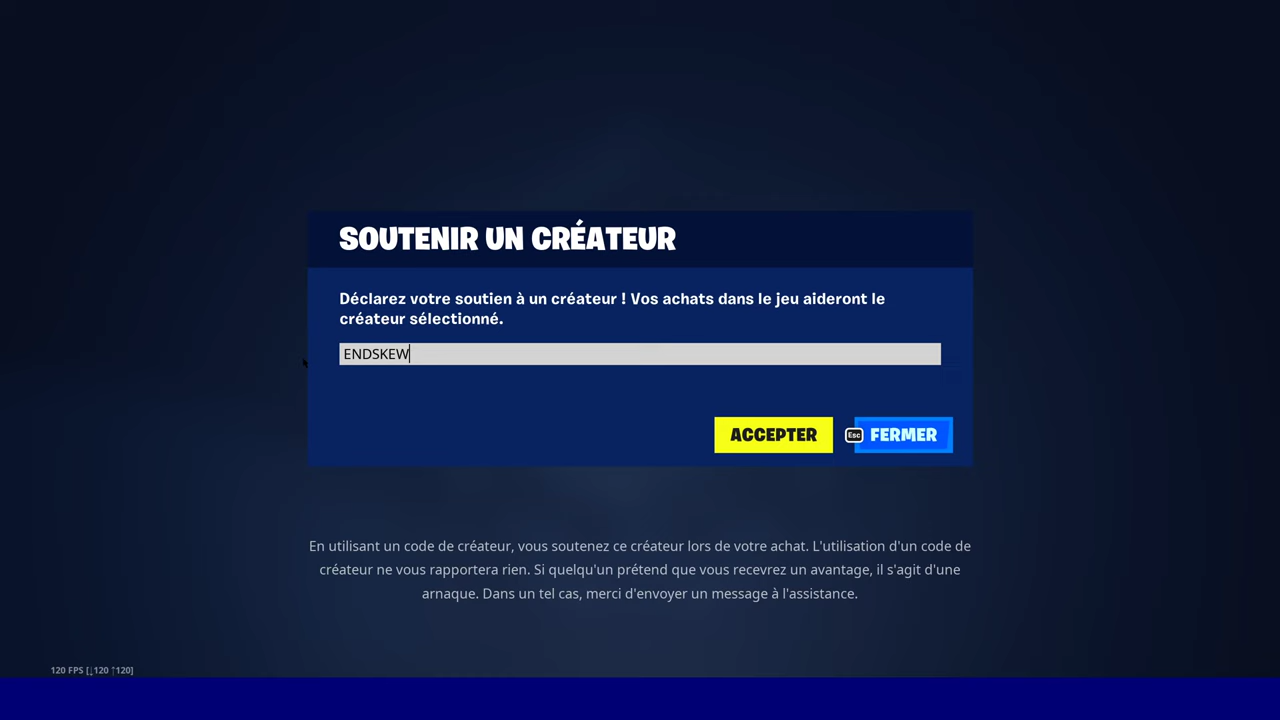 SOUTENIR UN CRÉATEUR
Déclarez votre soutien à un créateur ! Vos achats dans le jeu aideront le
créateur sélectionné.
ENDSKEW
ACCEPTER
Esc FERMER
En utilisant un code de créateur, vous soutenez ce créateur lors de votre achat. L'utilisation d'un code de
créateur ne vous rapportera rien. Si quelqu'un prétend que vous recevrez un avantage, il s'agit d'une
arnaque. Dans un tel cas, merci d'envoyer un message à l'assistance.
120 FPS [↓120 ↑120]